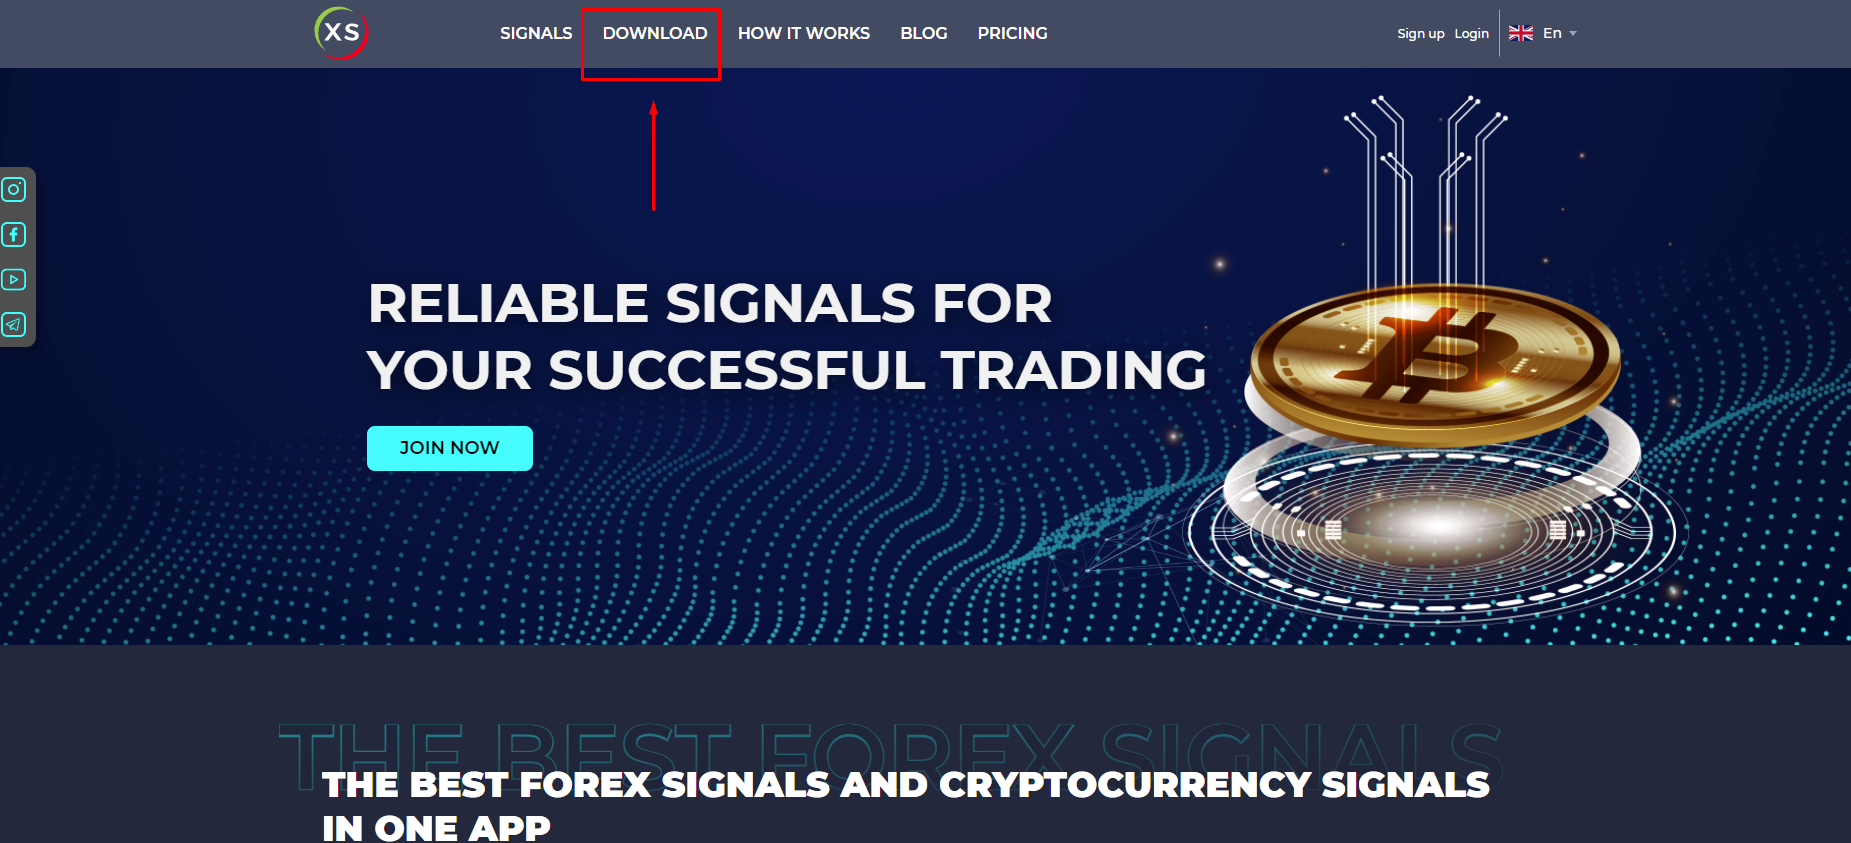 XS
SIGNALS
DOWNLOAD
HOW IT WORKS
BLOG
PRICING
Sign up
Login
En
RELIABLE SIGNALS FOR
YOUR SUCCESSFUL TRADING
JOIN NOW
THE BEST FOREX SIGNALS
THE BEST FOREX SIGNALS AND CRYPTOCURRENCY SIGNALS
IN ONE APP